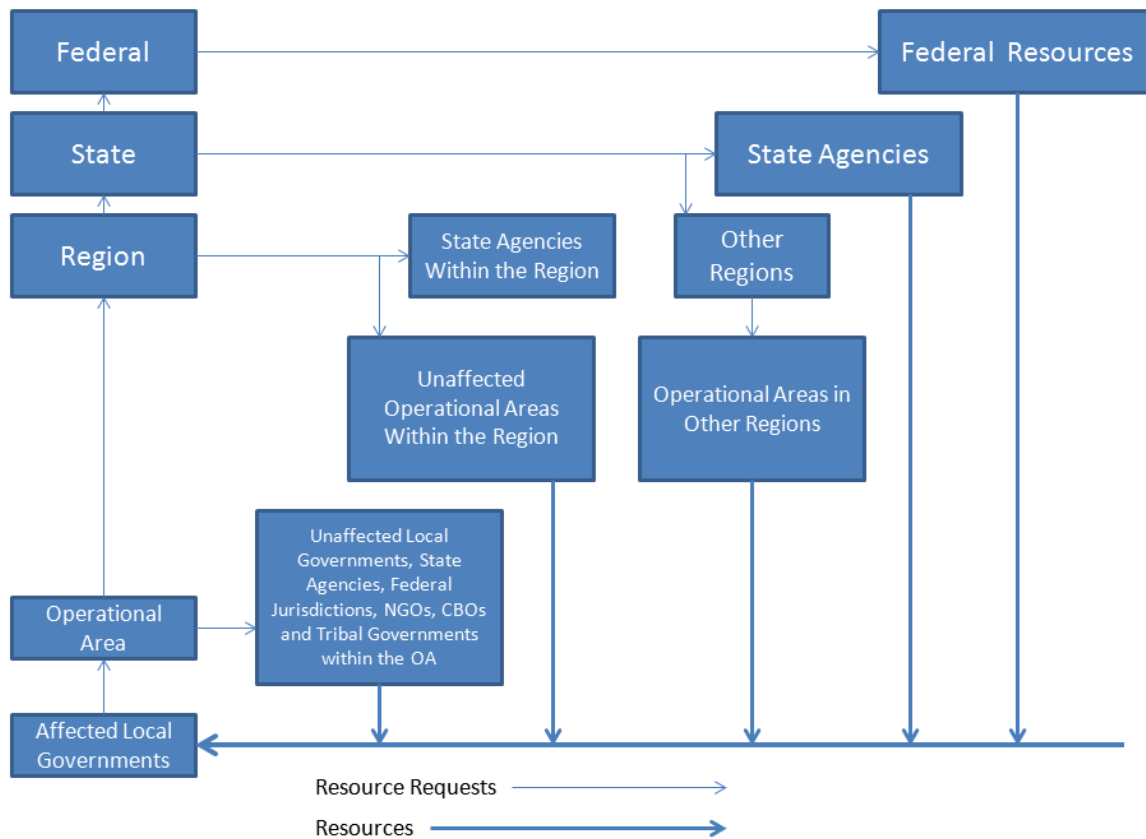 Federal
Federal Resources
State
State Agencies
Region
State Agencies
Within the Region
Other
Regions
Unaffected
Operational Areas
Within the Region
Operational Areas in
Other Regions
Unaffected Local
Governments, State
Agencies, Federal
Jurisdictions, NGOs, CBOs
and Tribal Governments
within the OA
Operational
Area
Affected Local
Governments
Resource Requests
Resources